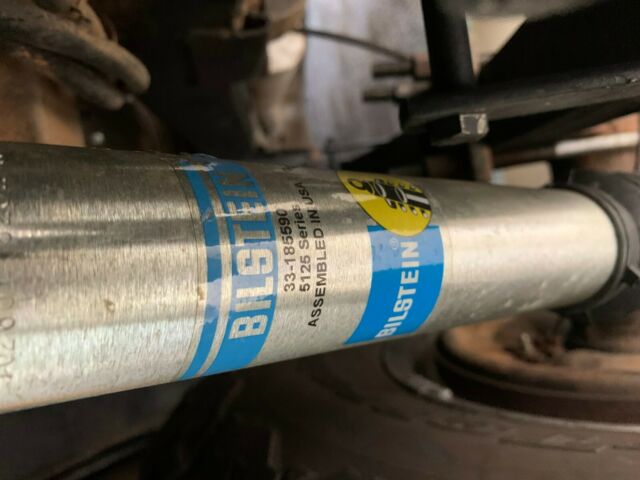 BILSTEIN
33-185590
5125 Series
ASSEMBLED IN USA
BILSTEIN®